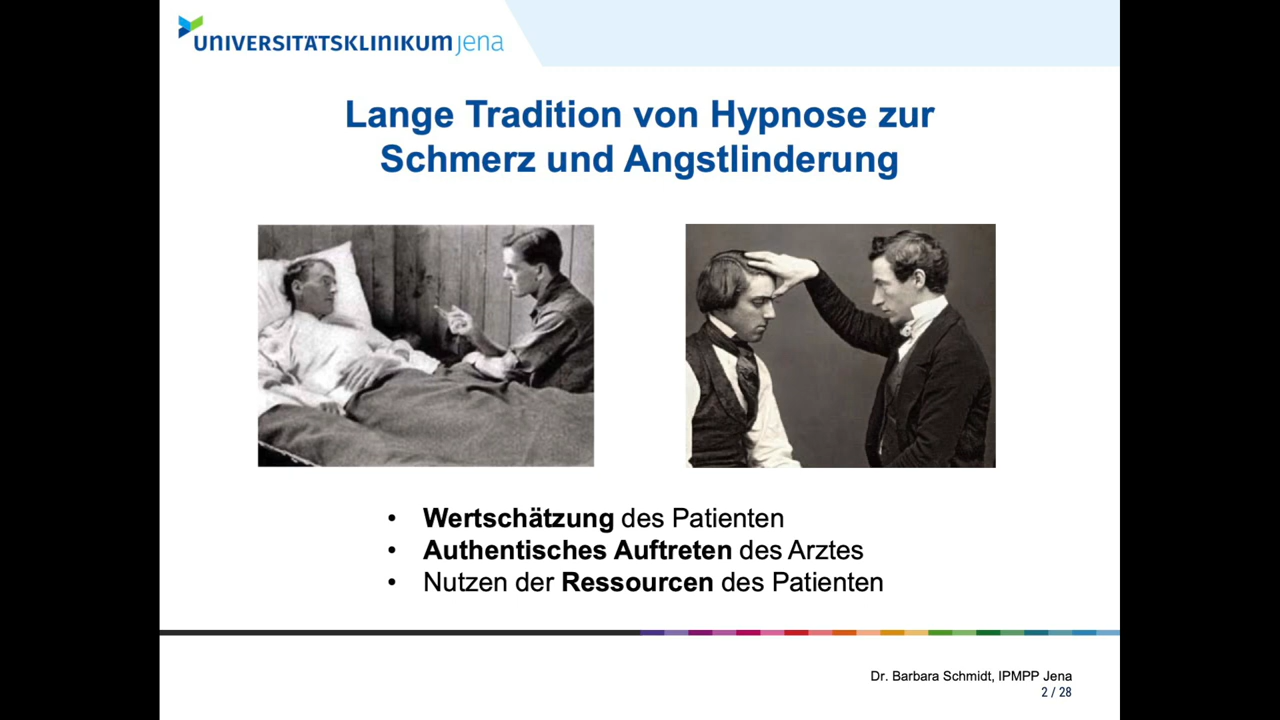 UNIVERSITÄTSKLINIKUM jena
Lange Tradition von Hypnose zur
Schmerz und Angstlinderung
• Wertschätzung des Patienten
• Authentisches Auftreten des Arztes
• Nutzen der Ressourcen des Patienten
Dr. Barbara Schmidt, IPMPP Jena
2 / 28